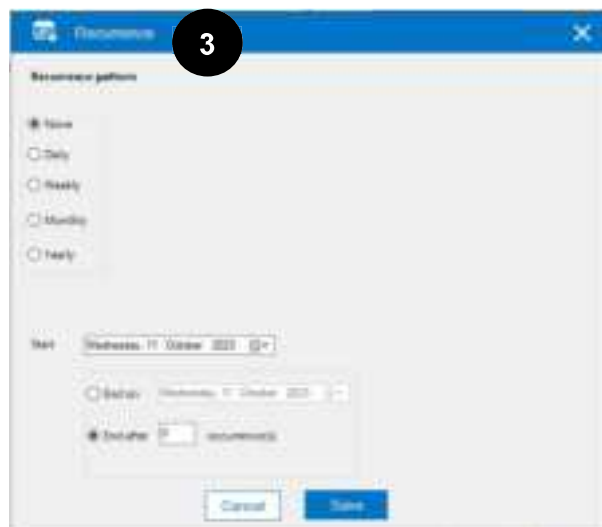 Recurrence
3
Recurrence pattern
None
Daily
Weekly
Monthly
Yearly
Start Wednesday, 11 October 2023
End on Wednesday, 11 October 2023
End after occurrence(s)
Cancel Save